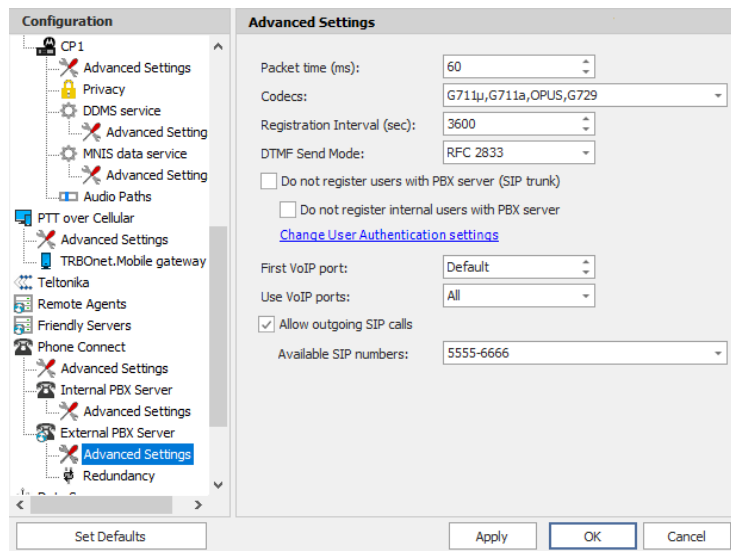 Configuration
CP1
Advanced Settings
Privacy
DDMS service
Advanced Setting
MNIS data service
Advanced Setting
Audio Paths
PTT over Cellular
Advanced Settings
TRBOnet.Mobile gateway
Teltonika
Remote Agents
Friendly Servers
Phone Connect
Advanced Settings
Internal PBX Server
Advanced Settings
External PBX Server
Advanced Settings
Redundancy
Set Defaults
Advanced Settings
Packet time (ms): 60
Codecs: G711µ,G711a,OPUS,G729
Registration Interval (sec): 3600
DTMF Send Mode: RFC 2833
Do not register users with PBX server (SIP trunk)
Do not register internal users with PBX server
Change User Authentication settings
First VoIP port: Default
Use VoIP ports: All
Allow outgoing SIP calls
Available SIP numbers: 5555-6666
Apply OK Cancel